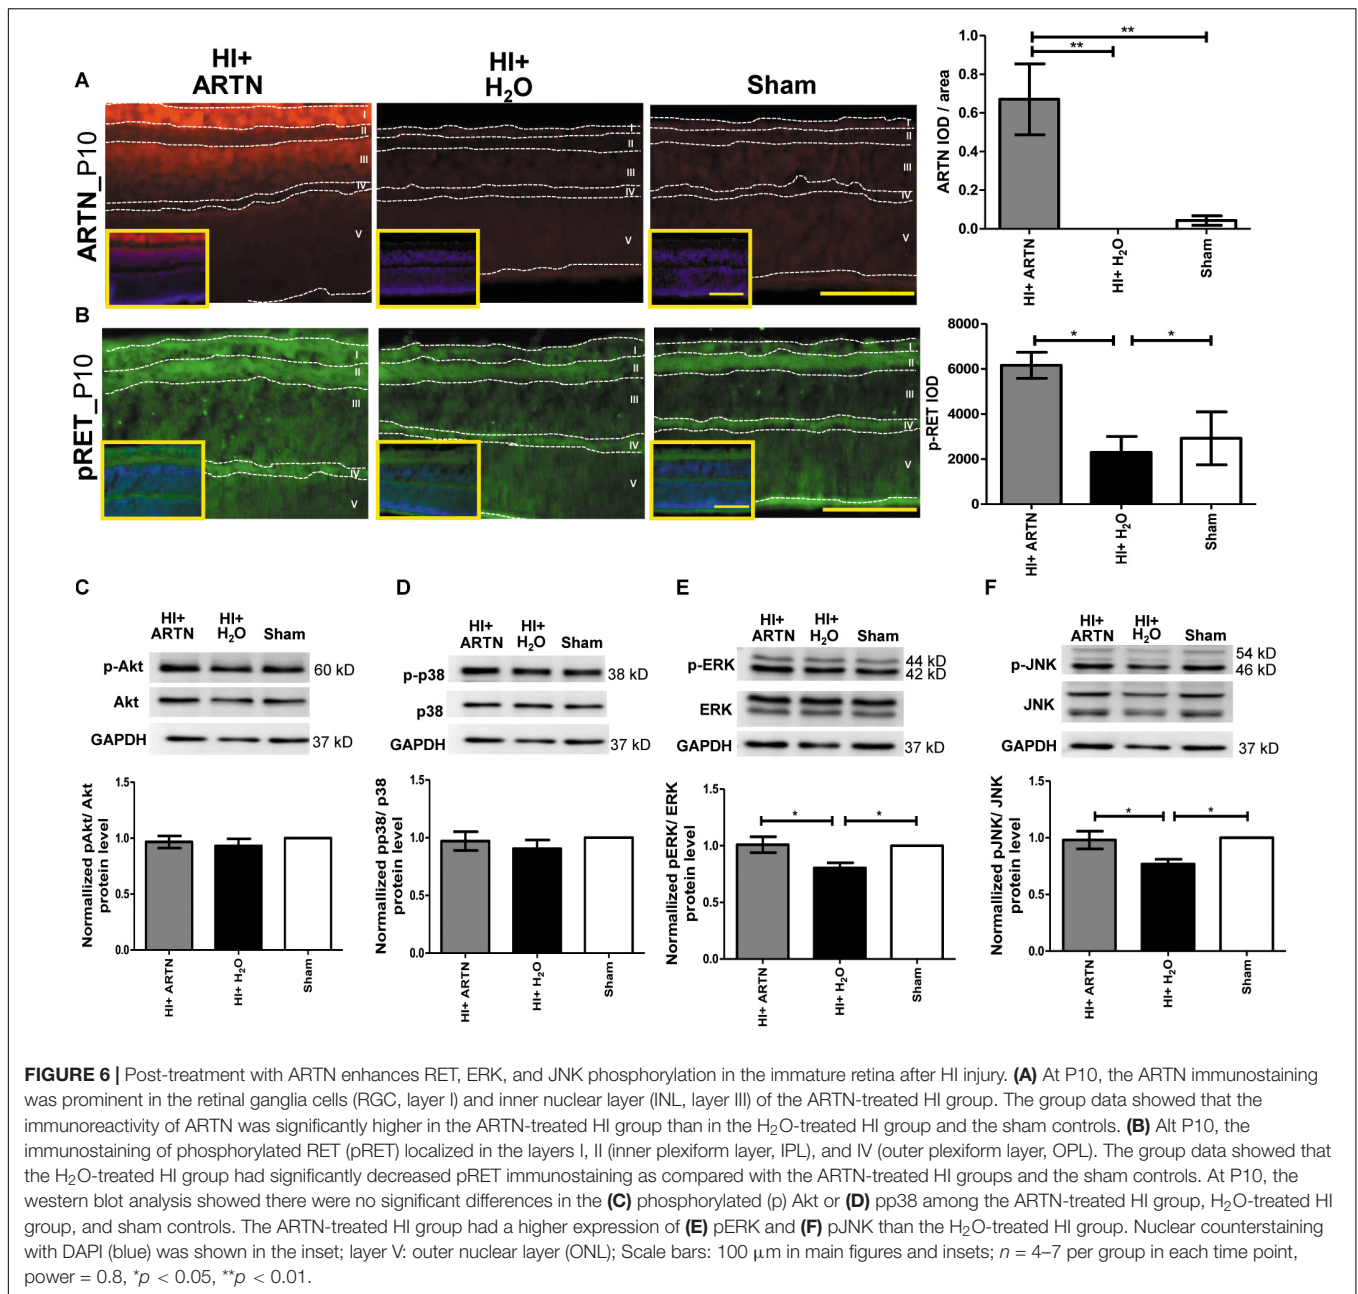 HI+
ARTN
HI+
H2O
Sham
A
ARTN_P10
I
II
III
IV
V
I
II
III
IV
V
I
II
III
IV
V
ARTN IOD / area
1.0
0.8
0.6
0.4
0.2
0.0
**
**
HI+ ARTN
HI+ H2O
Sham
B
pRET_P10
I
II
III
IV
V
I
II
III
IV
V
I
II
III
IV
V
p-RET IOD
8000
6000
4000
2000
0
*
*
HI+ ARTN
HI+ H2O
Sham
C
HI+
ARTN
HI+
H2O
Sham
p-Akt
60 kD
Akt
GAPDH
37 kD
Normallized pAkt/ Akt
protein level
1.5
1.0
0.5
0.0
HI+ ARTN
HI+ H2O
Sham
D
HI+
ARTN
HI+
H2O
Sham
p-p38
38 kD
p38
GAPDH
37 kD
Normallized pp38/ p38
protein level
1.5
1.0
0.5
0.0
HI+ ARTN
HI+ H2O
Sham
E
HI+
ARTN
HI+
H2O
Sham
p-ERK
44 kD
42 kD
ERK
GAPDH
37 kD
Normallized pERK/ ERK
protein level
1.5
1.0
0.5
0.0
*
*
HI+ ARTN
HI+ H2O
Sham
F
HI+
ARTN
HI+
H2O
Sham
p-JNK
54 kD
46 kD
JNK
GAPDH
37 kD
Normallized pJNK/ JNK
protein level
1.5
1.0
0.5
0.0
*
*
HI+ ARTN
HI+ H2O
Sham
FIGURE 6 | Post-treatment with ARTN enhances RET, ERK, and JNK phosphorylation in the immature retina after HI injury. (A) At P10, the ARTN immunostaining
was prominent in the retinal ganglia cells (RGC, layer I) and inner nuclear layer (INL, layer III) of the ARTN-treated HI group. The group data showed that the
immunoreactivity of ARTN was significantly higher in the ARTN-treated HI group than in the H2O-treated HI group and the sham controls. (B) Alt P10, the
immunostaining of phosphorylated RET (pRET) localized in the layers I, II (inner plexiform layer, IPL), and IV (outer plexiform layer, OPL). The group data showed that
the H2O-treated HI group had significantly decreased pRET immunostaining as compared with the ARTN-treated HI groups and the sham controls. At P10, the
western blot analysis showed there were no significant differences in the (C) phosphorylated (p) Akt or (D) pp38 among the ARTN-treated HI group, H2O-treated HI
group, and sham controls. The ARTN-treated HI group had a higher expression of (E) pERK and (F) pJNK than the H2O-treated HI group. Nuclear counterstaining
with DAPI (blue) was shown in the inset; layer V: outer nuclear layer (ONL); Scale bars: 100 μm in main figures and insets; n = 4–7 per group in each time point,
power = 0.8, *p < 0.05, **p < 0.01.